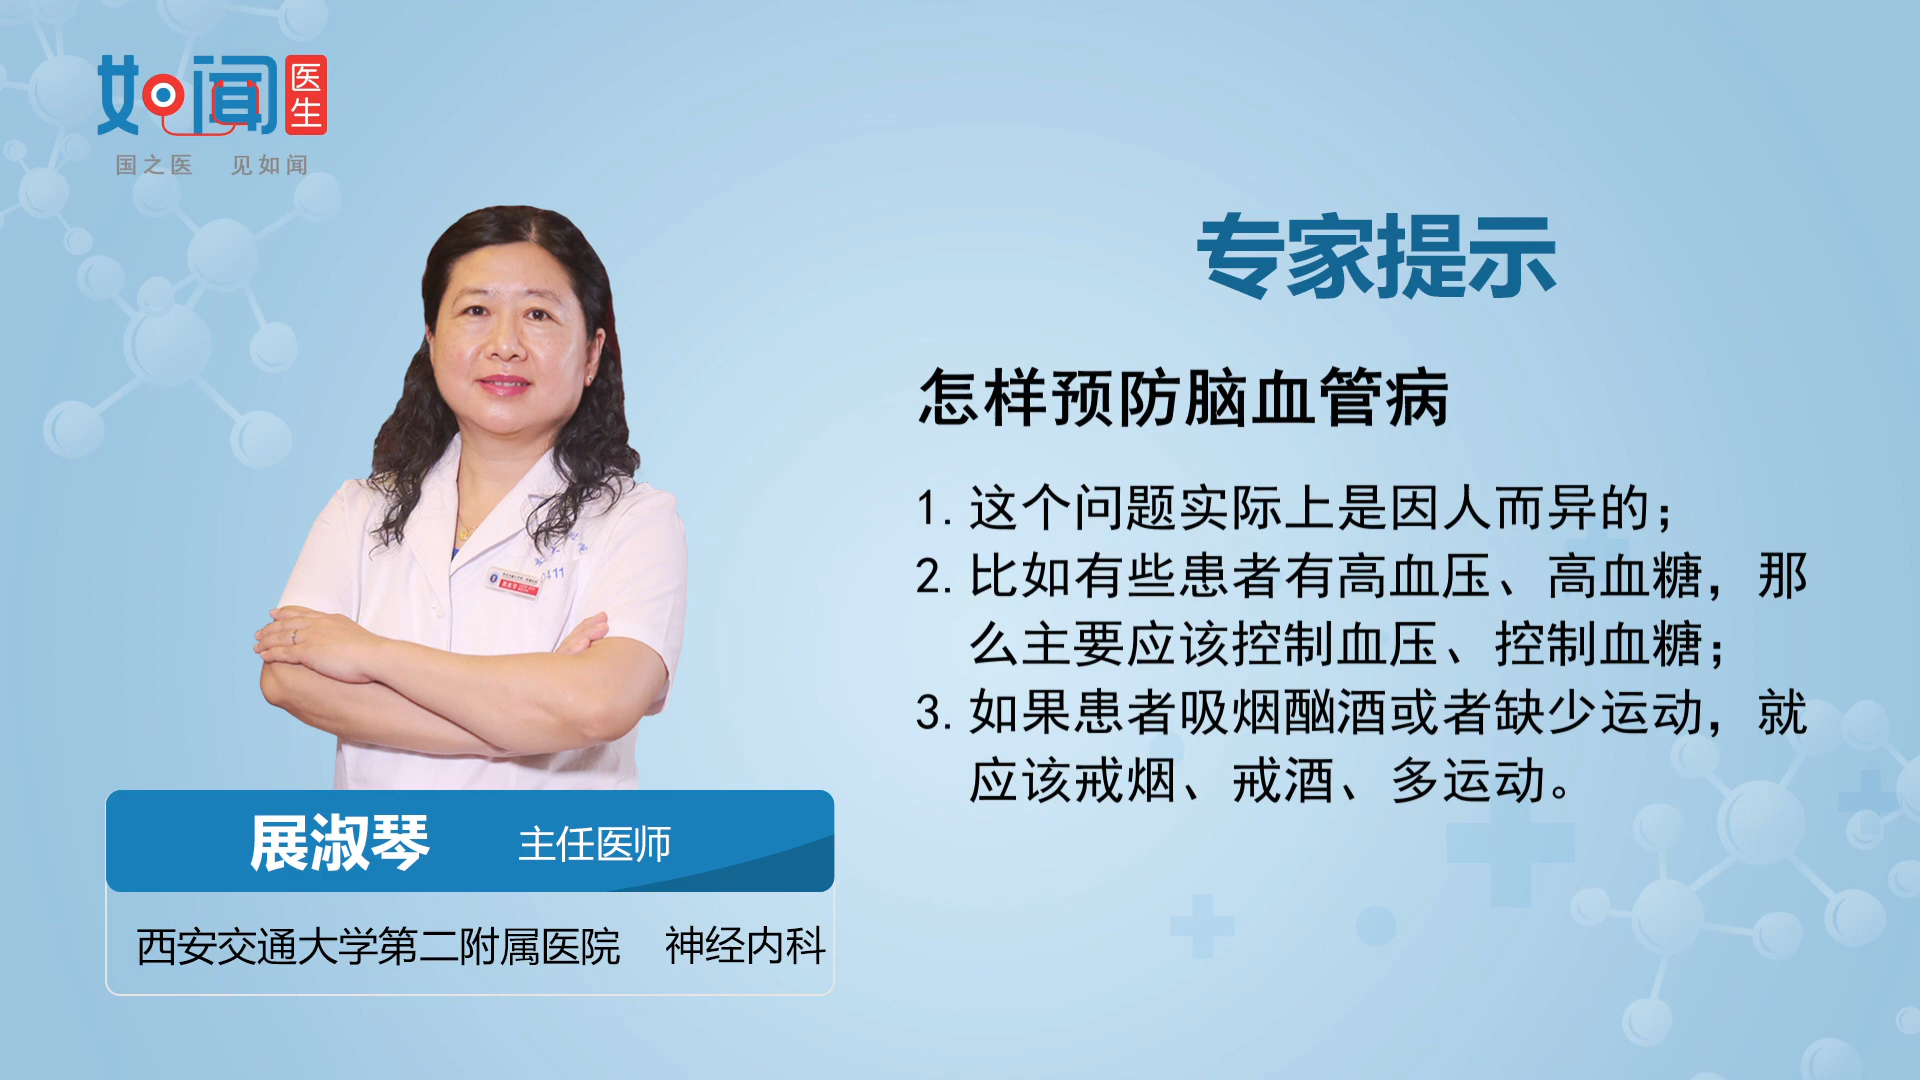 如闻医生
国之医 见如闻
专家提示
怎样预防脑血管病
1.这个问题实际上是因人而异的；
2.比如有些患者有高血压、高血糖，那
么主要应该控制血压、控制血糖；
3.如果患者吸烟酗酒或者缺少运动，就
应该戒烟、戒酒、多运动。
0411
展淑琴 主任医师
西安交通大学第二附属医院 神经内科